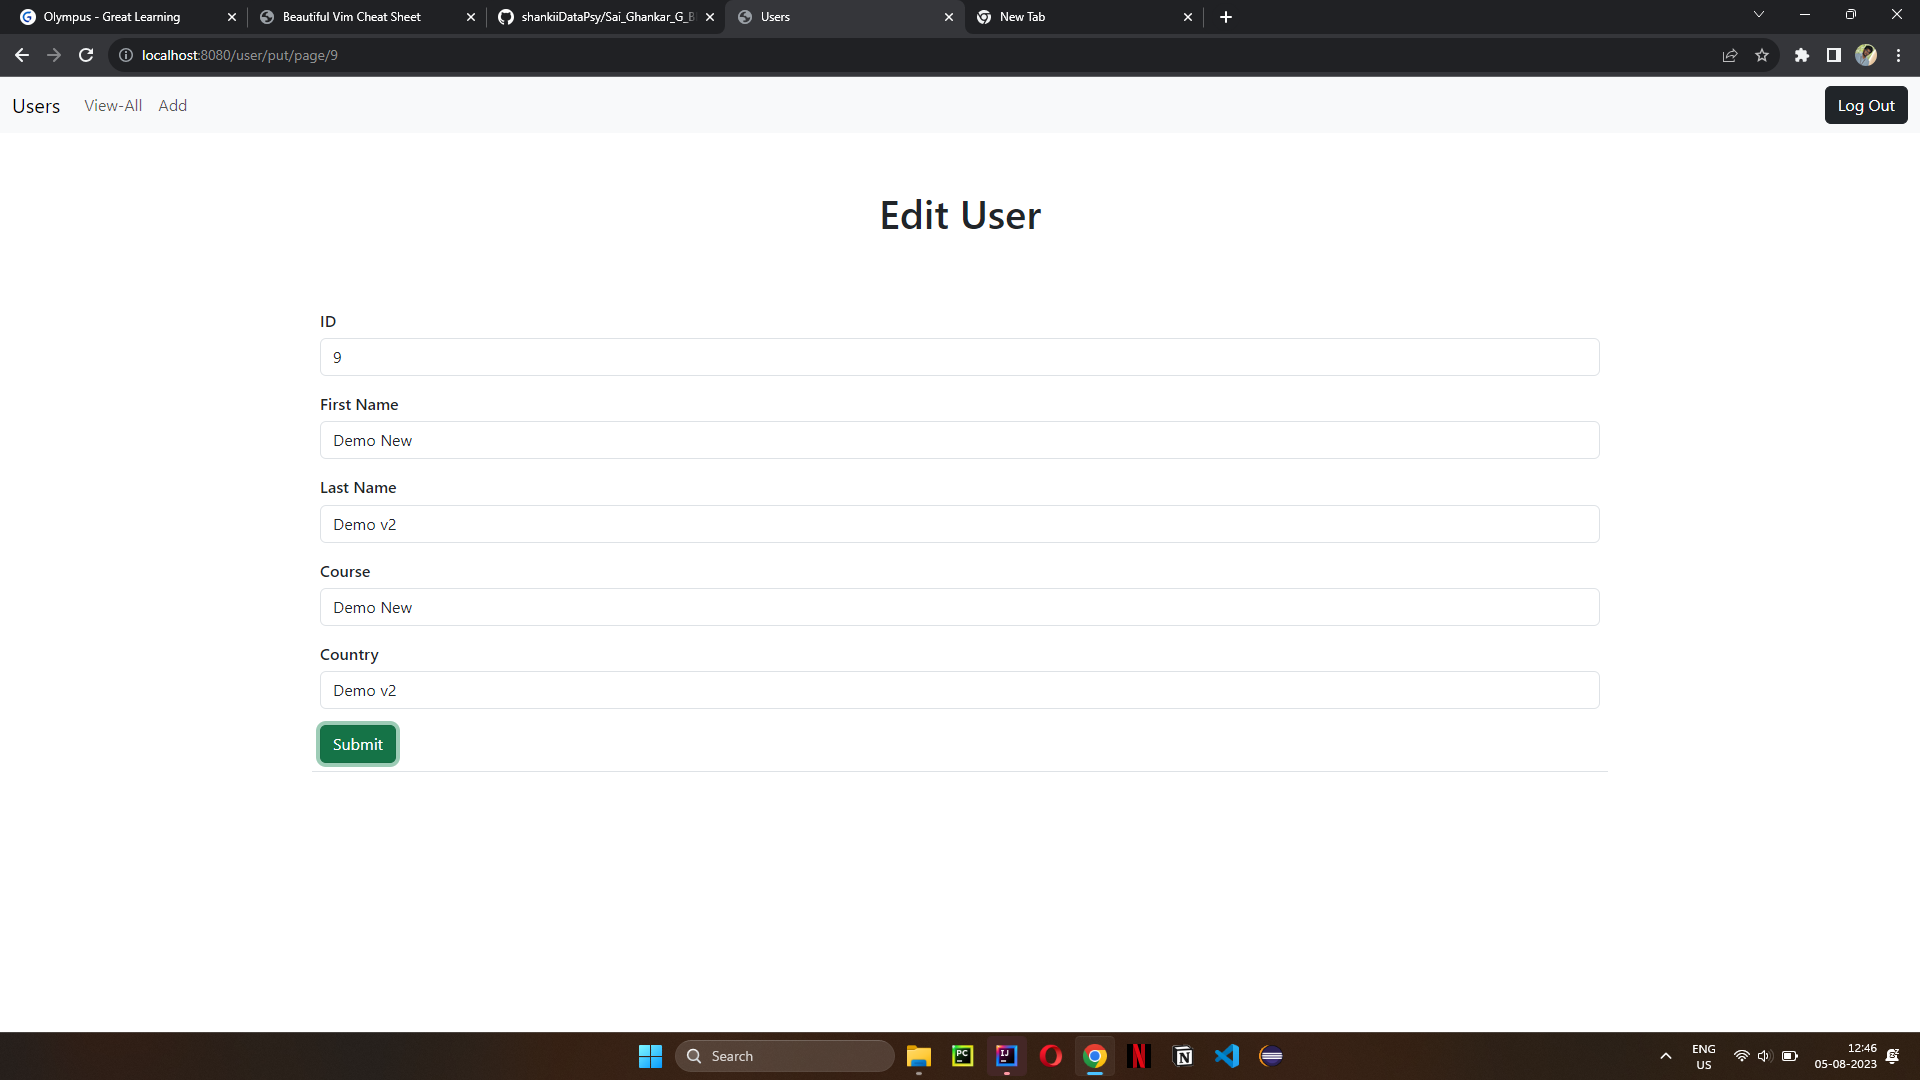 Olympus - Great Learning
Beautiful Vim Cheat Sheet
shankiiDataPsy/Sai_Ghankar_G_B
Users
New Tab
localhost:8080/user/put/page/9
Users View-All Add Log Out
Edit User
ID
9
First Name
Demo New
Last Name
Demo v2
Course
Demo New
Country
Demo v2
Submit
Search
PC
IJ
N
ENG
US
12:46
05-08-2023